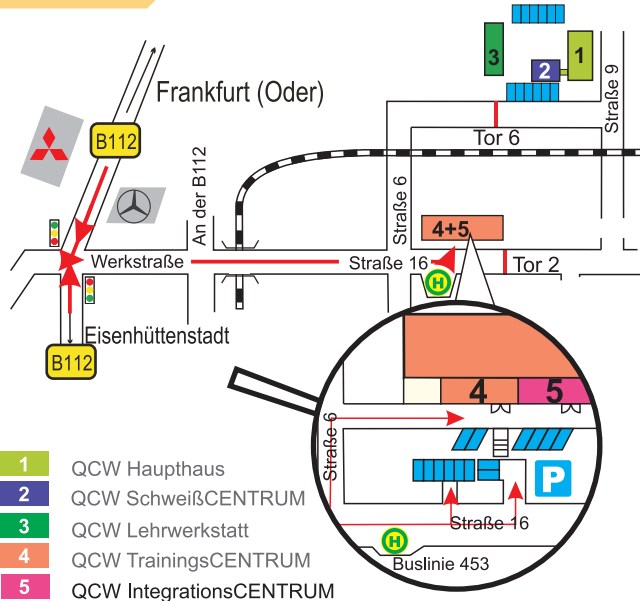 1
3
2
Straße 9
Frankfurt (Oder)
B112
Tor 6
An der B112
Straße 6
4+5
Werkstraße
Straße 16
Tor 2
H
Eisenhüttenstadt
B112
4
5
Straße 6
P
Straße 16
H
Buslinie 453
1 QCW Haupthaus
2 QCW SchweißCENTRUM
3 QCW Lehrwerkstatt
4 QCW TrainingsCENTRUM
5 QCW IntegrationsCENTRUM